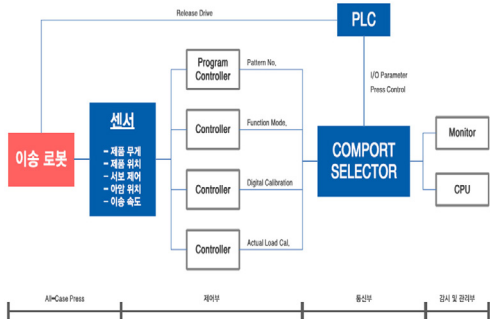 Release Drive
PLC
Program
Controller
Pattern No,
I/O Parameter
Press Control
센서
- 제품 무게
- 제품 위치
- 서보 제어
- 아암 위치
- 이송 속도
이송 로봇
Controller
Function Mode,
COMPORT
SELECTOR
Monitor
CPU
Controller
Digital Calibration
Controller
Actual Load Cal,
All-Case Press
제어부
통신부
감시 및 관리부